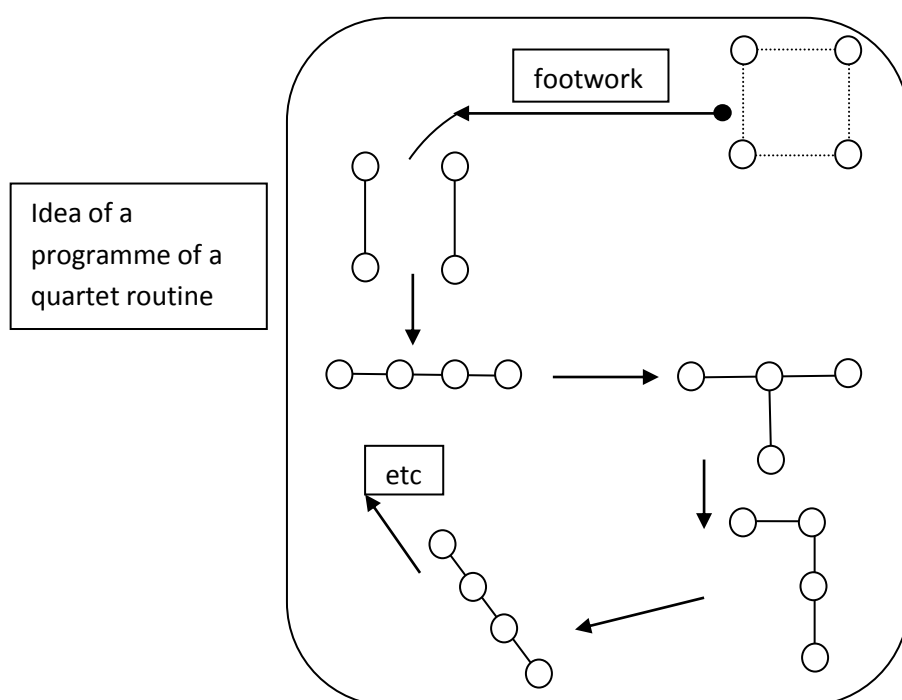 footwork
Idea of a
programme of a
quartet routine
etc